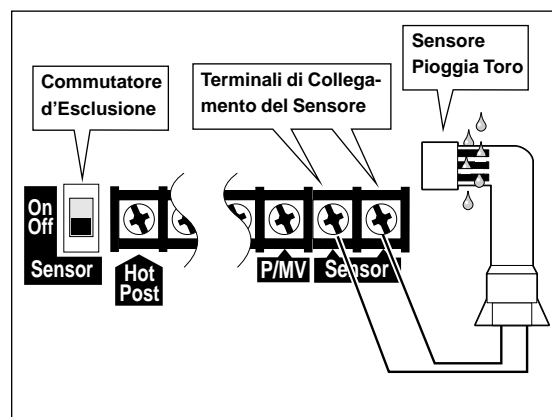 Sensore
Pioggia Toro
Commutatore
d'Esclusione
Terminali di Collega-
mento del Sensore
On
Off
Sensor
Hot
Post
P/MV
Sensor